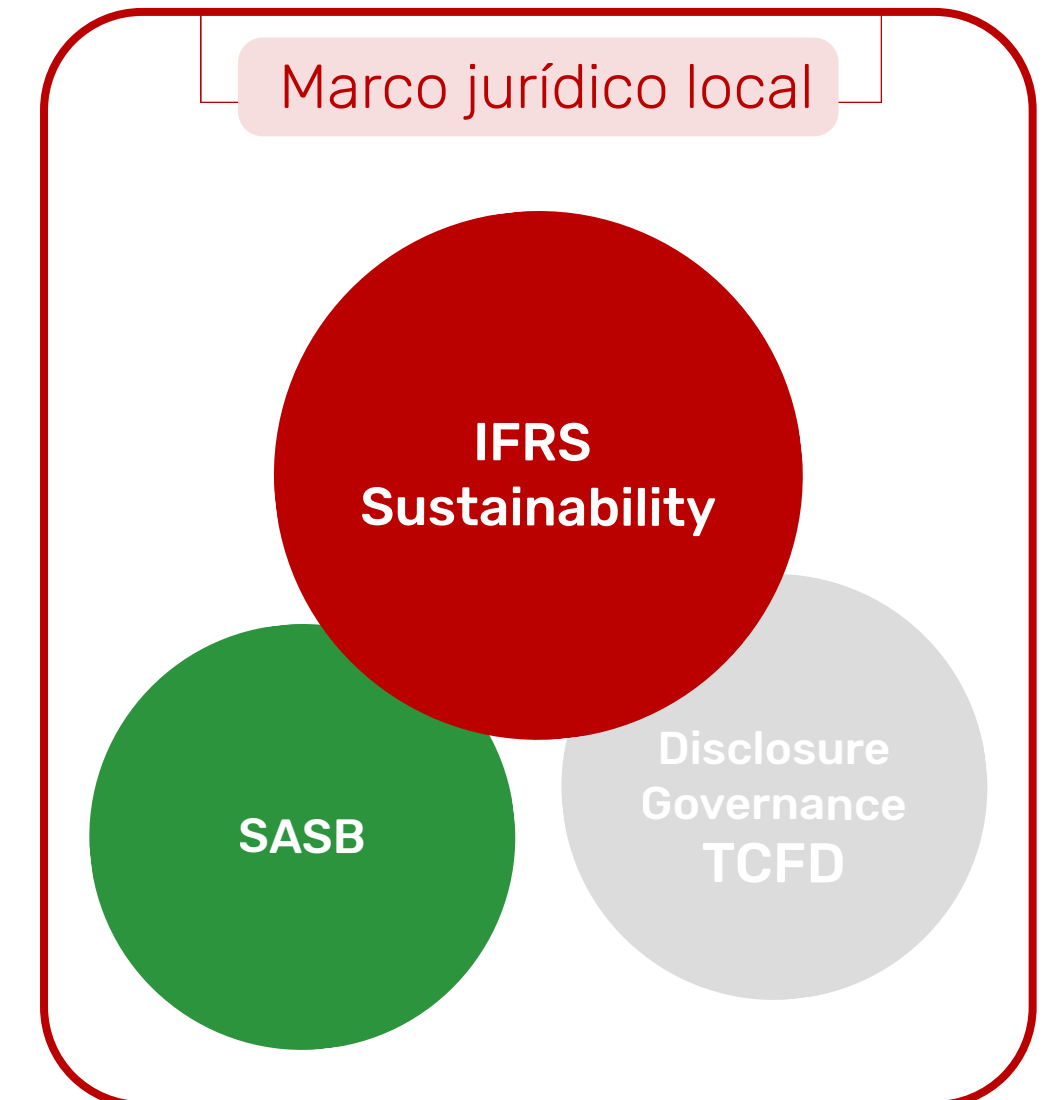 Marco jurídico local
IFRS
Sustainability
SASB
Disclosure
Governance
TCFD